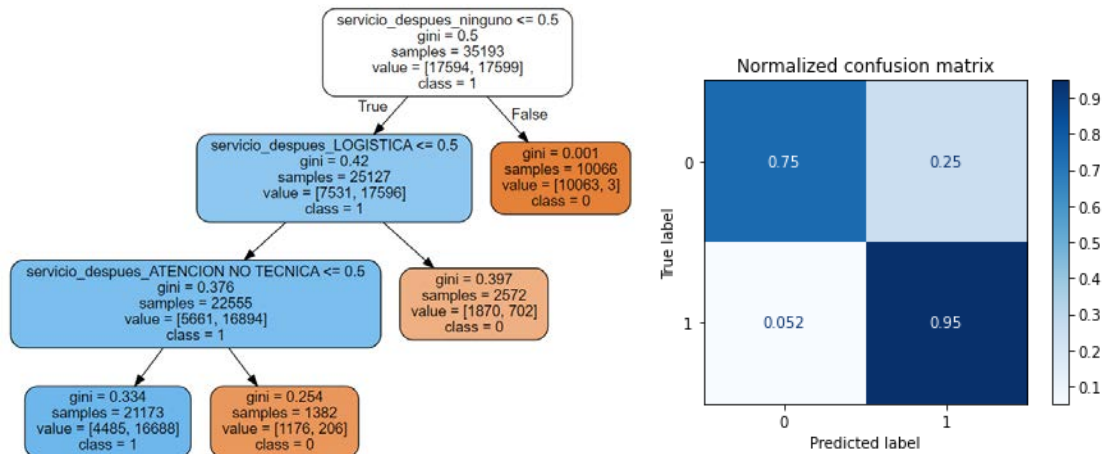 servicio_despues_ninguno <= 0.5
gini = 0.5
samples = 35193
value = [17594, 17599]
class = 1
True
False
servicio_despues_LOGISTICA <= 0.5
gini = 0.42
samples = 25127
value = [7531, 17596]
class = 1
gini = 0.001
samples = 10066
value = [10063, 3]
class = 0
servicio_despues_ATENCION NO TECNICA <= 0.5
gini = 0.376
samples = 22555
value = [5661, 16894]
class = 1
gini = 0.397
samples = 2572
value = [1870, 702]
class = 0
gini = 0.334
samples = 21173
value = [4485, 16688]
class = 1
gini = 0.254
samples = 1382
value = [1176, 206]
class = 0
Normalized confusion matrix
True label
0
1
0.75
0.25
0.052
0.95
0
1
Predicted label
0.9
0.8
0.7
0.6
0.5
0.4
0.3
0.2
0.1